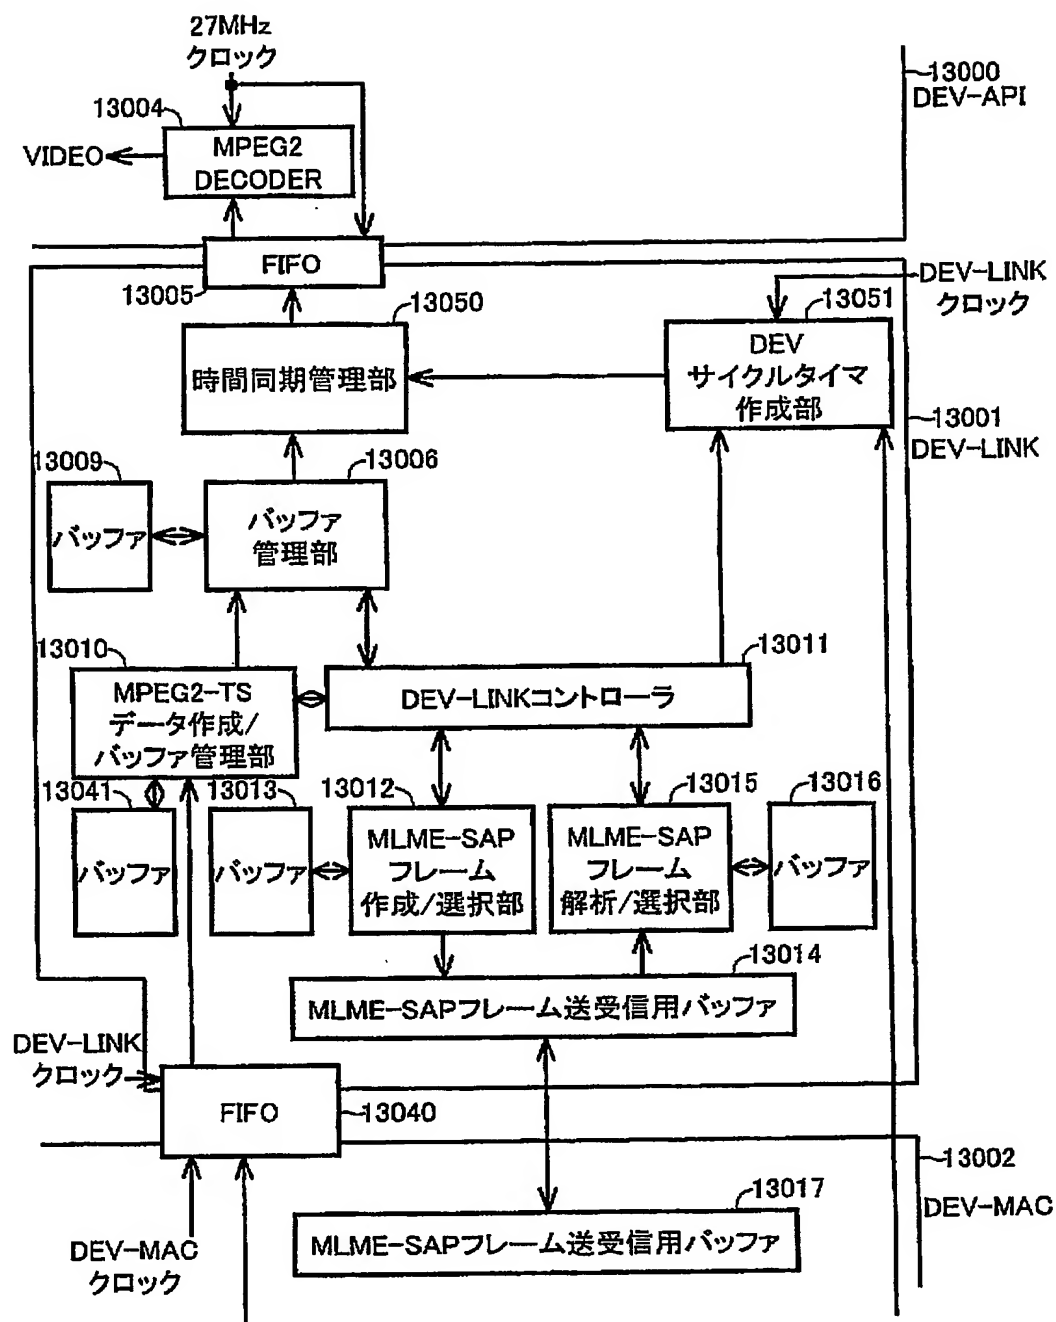 27MHz
クロック
13004
13000
DEV-API
MPEG2
DECODER
VIDEO
FIFO
13005
DEV-LINK
クロック
13050
13051
時間同期管理部
DEV
サイクルタイマ
作成部
13001
DEV-LINK
13009
13006
バッファ
バッファ
管理部
13010
13011
MPEG2-TS
データ作成/
バッファ管理部
DEV-LINKコントローラ
13041
13013
13012
13015
13016
バッファ
バッファ
MLME-SAP
フレーム
作成/選択部
MLME-SAP
フレーム
解析/選択部
バッファ
13014
MLME-SAPフレーム送受信用バッファ
DEV-LINK
クロック
FIFO
13040
13002
DEV-MAC
13017
MLME-SAPフレーム送受信用バッファ
DEV-MAC
クロック